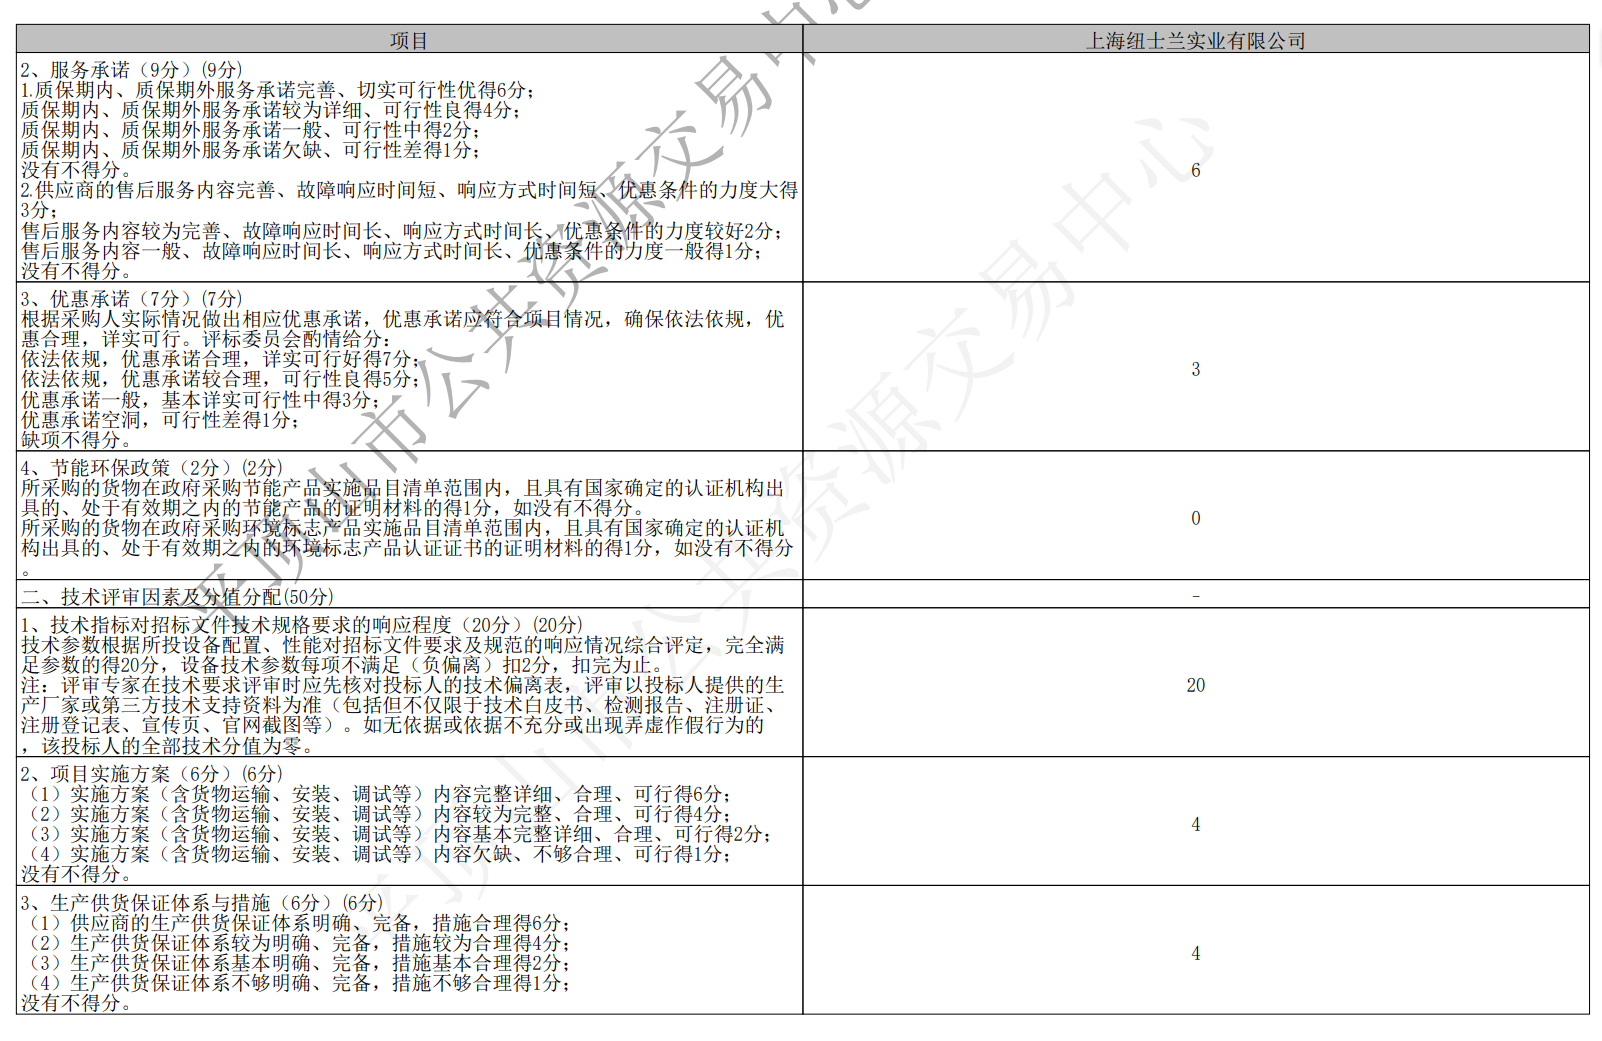 项目
上海纽士兰实业有限公司
2、服务承诺（9分）(9分)
1.质保期内、质保期外服务承诺完善、切实可行性优得6分；
质保期内、质保期外服务承诺较为详细、可行性良得4分；
质保期内、质保期外服务承诺一般、可行性中得2分；
质保期内、质保期外服务承诺欠缺、可行性差得1分；
没有不得分。
2.供应商的售后服务内容完善、故障响应时间短、响应方式时间短、优惠条件的力度大得
3分；
售后服务内容较为完善、故障响应时间长、响应方式时间长、优惠条件的力度较好2分；
售后服务内容一般、故障响应时间长、响应方式时间长、优惠条件的力度一般得1分；
没有不得分。
6
3、优惠承诺（7分）(7分)
根据采购人实际情况做出相应优惠承诺，优惠承诺应符合项目情况，确保依法依规，优
惠合理，详实可行。评标委员会酌情给分：
依法依规，优惠承诺合理，详实可行好得7分；
依法依规，优惠承诺较合理，可行性良得5分；
优惠承诺一般，基本详实可行性中得3分；
优惠承诺空洞，可行性差得1分；
缺项不得分。
3
4、节能环保政策（2分）(2分)
所采购的货物在政府采购节能产品实施品目清单范围内，且具有国家确定的认证机构出
具的、处于有效期之内的节能产品的证明材料的得1分，如没有不得分。
所采购的货物在政府采购环境标志产品实施品目清单范围内，且具有国家确定的认证机
构出具的、处于有效期之内的环境标志产品认证证书的证明材料的得1分，如没有不得分
。
0
二、技术评审因素及分值分配(50分)
-
1、技术指标对招标文件技术规格要求的响应程度（20分）(20分)
技术参数根据所投设备配置、性能对招标文件要求及规范的响应情况综合评定，完全满
足参数的得20分，设备技术参数每项不满足（负偏离）扣2分，扣完为止。
注：评审专家在技术要求评审时应先核对投标人的技术偏离表，评审以投标人提供的生
产厂家或第三方技术支持资料为准（包括但不仅限于技术白皮书、检测报告、注册证、
注册登记表、宣传页、官网截图等）。如无依据或依据不充分或出现弄虚作假行为的
，该投标人的全部技术分值为零。
20
2、项目实施方案（6分）(6分)
（1）实施方案（含货物运输、安装、调试等）内容完整详细、合理、可行得6分；
（2）实施方案（含货物运输、安装、调试等）内容较为完整、合理、可行得4分；
（3）实施方案（含货物运输、安装、调试等）内容基本完整详细、合理、可行得2分；
（4）实施方案（含货物运输、安装、调试等）内容欠缺、不够合理、可行得1分；
没有不得分。
4
3、生产供货保证体系与措施（6分）(6分)
（1）供应商的生产供货保证体系明确、完备，措施合理得6分；
（2）生产供货保证体系较为明确、完备，措施较为合理得4分；
（3）生产供货保证体系基本明确、完备，措施基本合理得2分；
（4）生产供货保证体系不够明确、完备，措施不够合理得1分；
没有不得分。
4
平顶山市公共资源交易中心
平顶山市公共资源交易中心